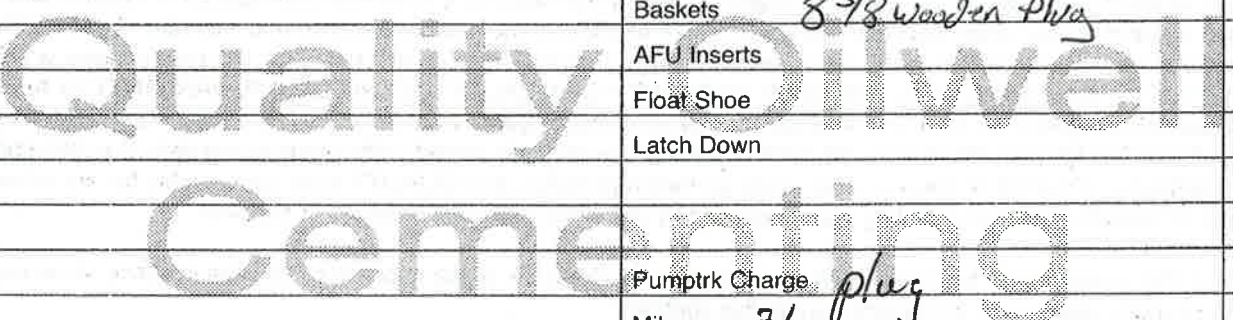 Baskets 8 5/8 wooden Plug
AFU Inserts
Quality Oilwell
Float Shoe
Latch Down
Cementing
Pumptrk Charge plug